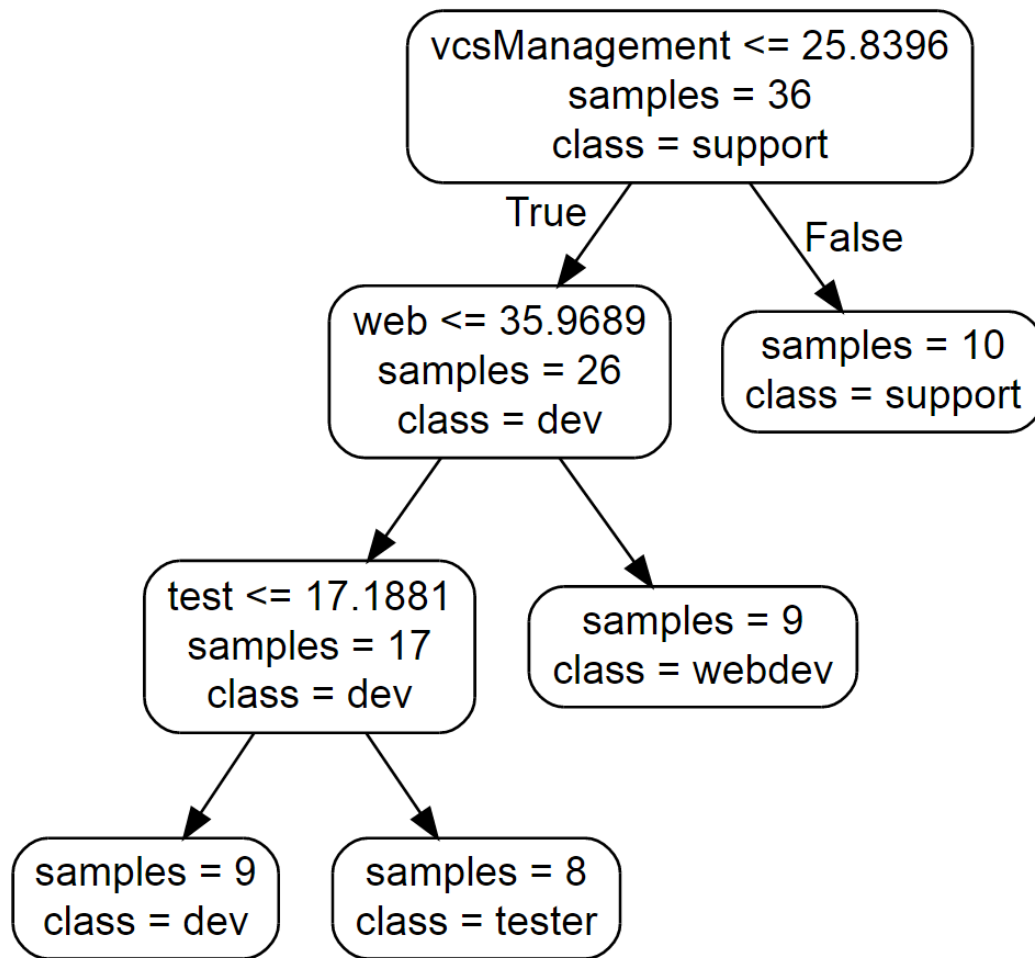 vcsManagement <= 25.8396
samples = 36
class = support
True
False
web <= 35.9689
samples = 26
class = dev
samples = 10
class = support
test <= 17.1881
samples = 17
class = dev
samples = 9
class = webdev
samples = 9
class = dev
samples = 8
class = tester